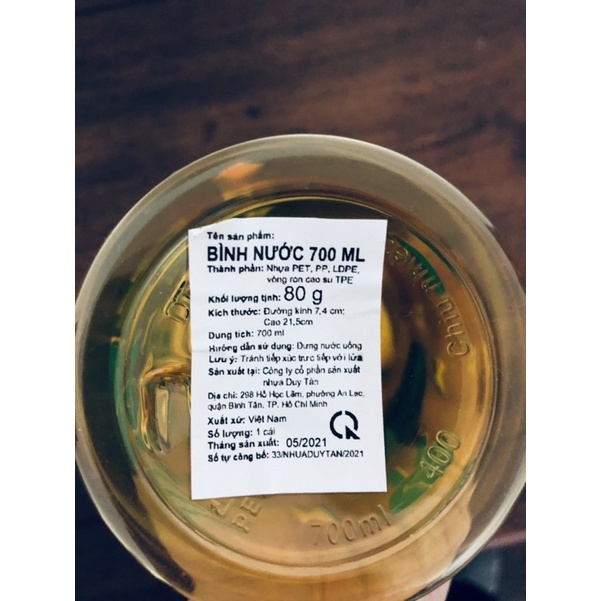 Tên sản phẩm:
BÌNH NƯỚC 700 ML
Thành phần: Nhựa PET, PP, LDPE,
vòng ron cao su TPE
Khối lượng tịnh: 80 g
Kích thước: Đường kính 7,4 cm;
Cao 21,5cm
Dung tích: 700 ml
Hướng dẫn sử dụng: Đựng nước uống
Lưu ý: Tránh tiếp xúc trực tiếp với lửa
Sản xuất tại: Công ty cổ phần sản xuất
nhựa Duy Tân
Địa chỉ: 298 Hồ Học Lãm, phường An Lạc,
quận Bình Tân, TP. Hồ Chí Minh
Xuất xứ: Việt Nam
Số lượng: 1 cái
Tháng sản xuất: 05/2021
Số tự công bố: 33/NHUADUYTAN/2021
Chịu nhiệt
400
700ml